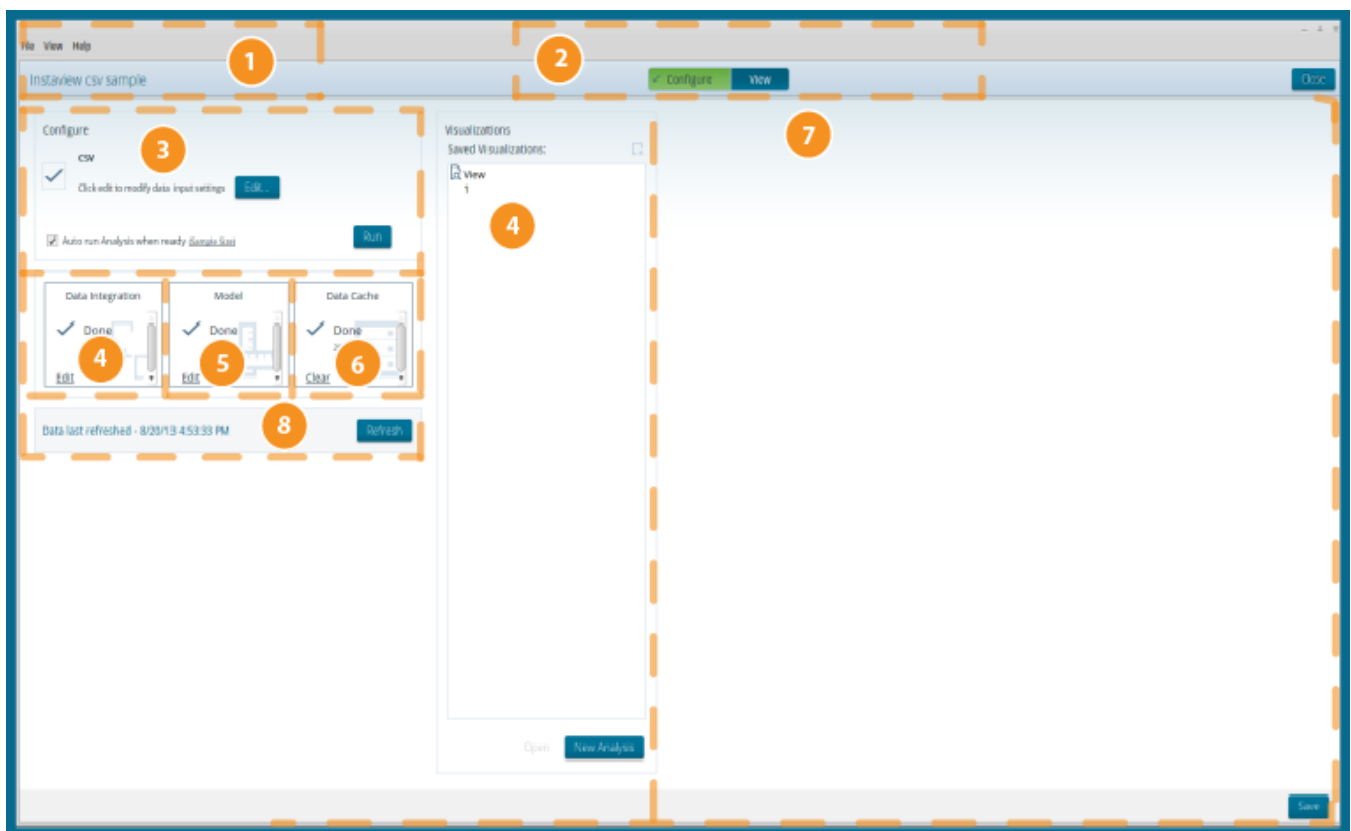 File View Help
1
2
Instaview csv sample
✓ Configure View
Close
Configure
3
CSV
Click edit to modify data input settings Edit...
Auto run Analysis when ready (Sample Size)
Run
Data Integration
Done
4
Edit
Model
Done
5
Edit
Data Cache
Done
6
Clear
Data last refreshed - 8/20/13 4:53:33 PM
8
Refresh
Visualizations
Saved Visualizations:
View
1
4
Open New Analysis
7
Save